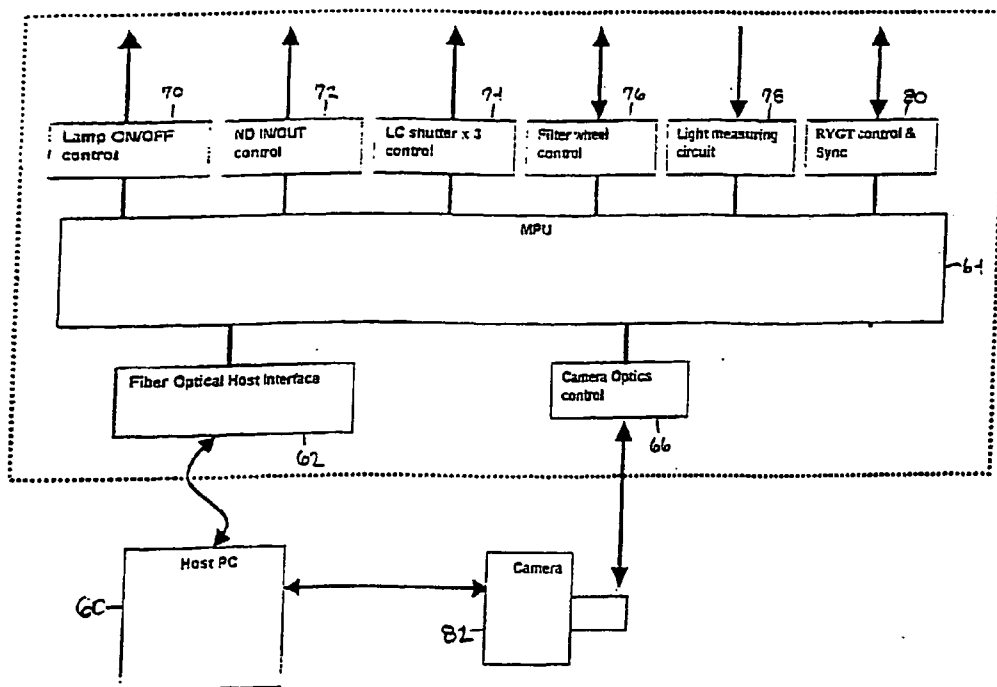 70
72
74
76
78
80
Lamp ON/OFF
control
ND IN/OUT
control
LC shutter x 3
control
Filter wheel
control
Light measuring
circuit
RYGT control &
Sync
MPU
64
Fiber Optical Host Interface
62
Camera Optics
control
66
Host PC
60
Camera
82